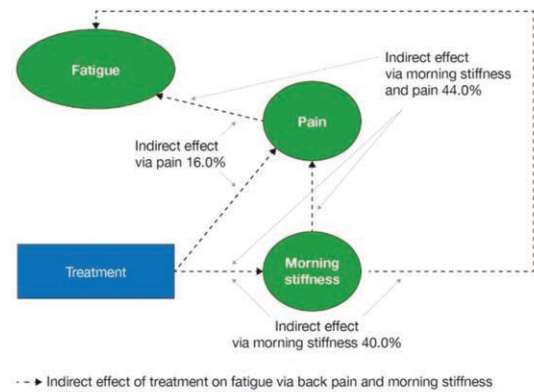 Fatigue
Indirect effect
via morning stiffness
and pain 44.0%
Pain
Indirect effect
via pain 16.0%
Treatment
Morning
stiffness
Indirect effect
via morning stiffness 40.0%
Indirect effect of treatment on fatigue via back pain and morning stiffness